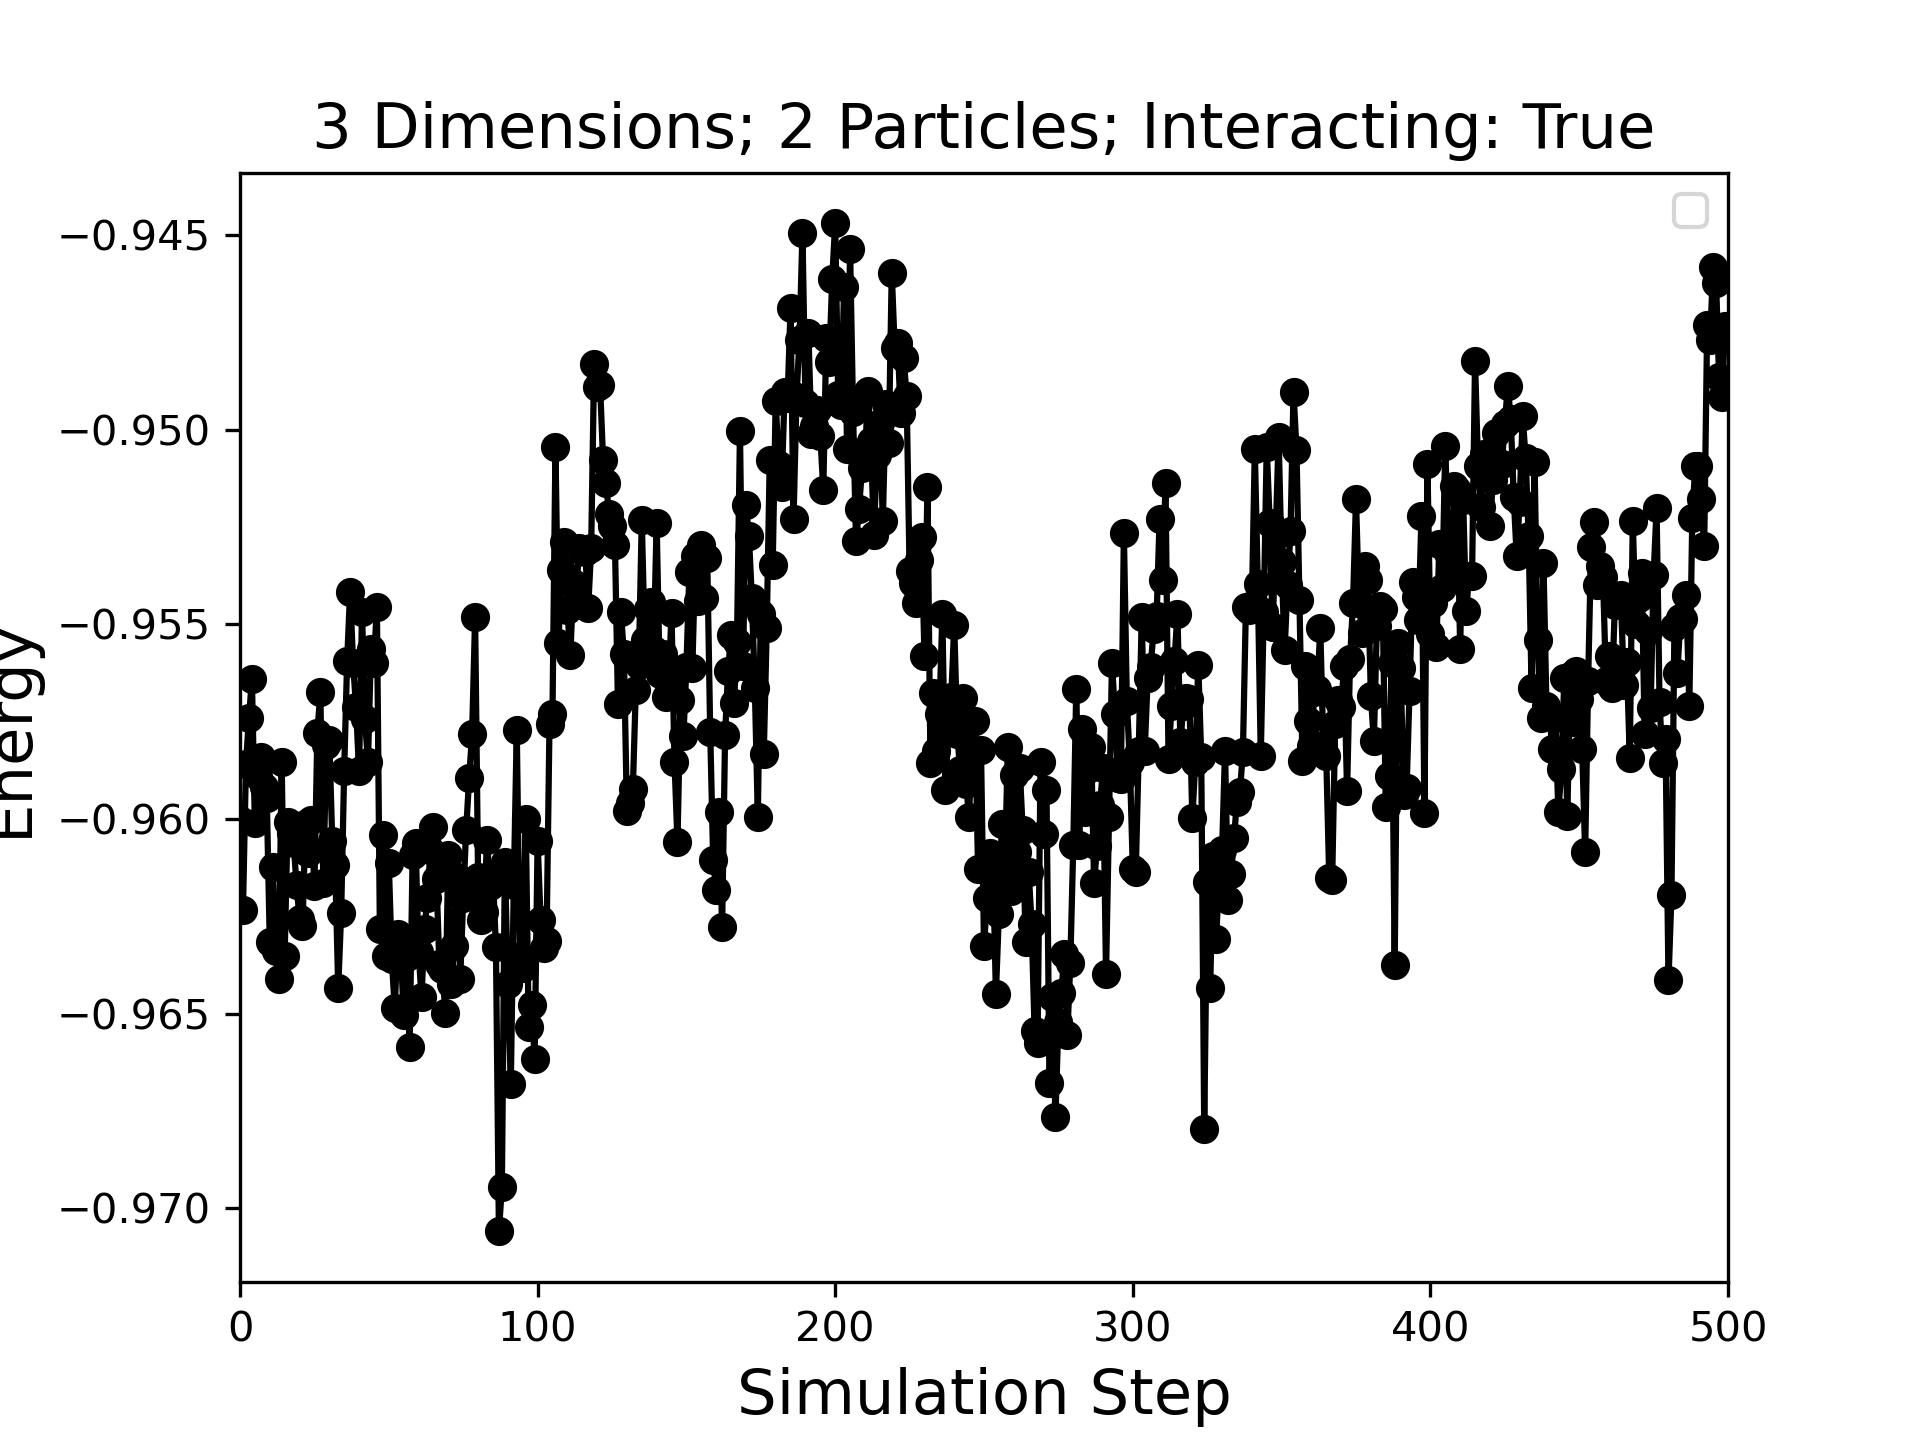 3 Dimensions; 2 Particles; Interacting: True
−0.945
−0.950
−0.955
−0.960
−0.965
−0.970
Energy
0 100 200 300 400 500
Simulation Step